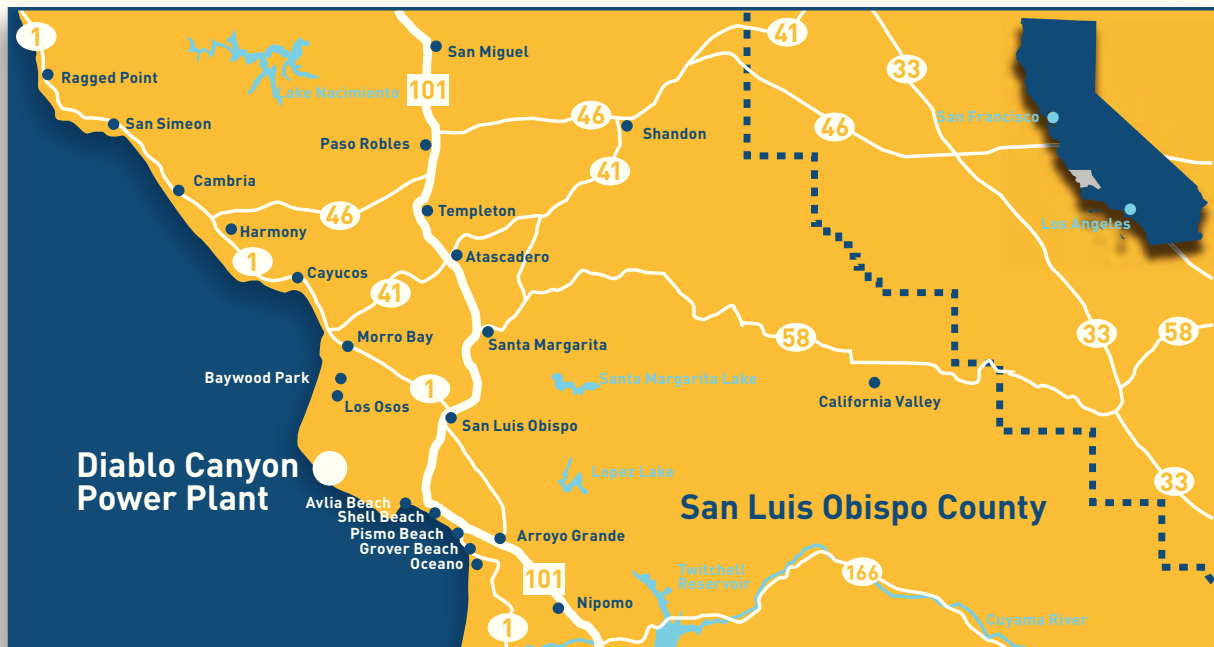 1
41
San Miguel
33
Ragged Point
101
Lake Nacimiento
46
San Francisco
San Simeon
46
Shandon
Paso Robles
41
Cambria
46
Templeton
Los Angeles
Harmony
Atascadero
1
Cayucos
41
Morro Bay
Santa Margarita
58
33
58
Baywood Park
Santa Margarita Lake
1
Los Osos
California Valley
San Luis Obispo
Diablo Canyon
Power Plant
Lopez Lake
33
Avlia Beach
Shell Beach
San Luis Obispo County
Pismo Beach
Arroyo Grande
Grover Beach
Oceano
101
Twitchell
Reservoir
166
Nipomo
1
Cuyama River